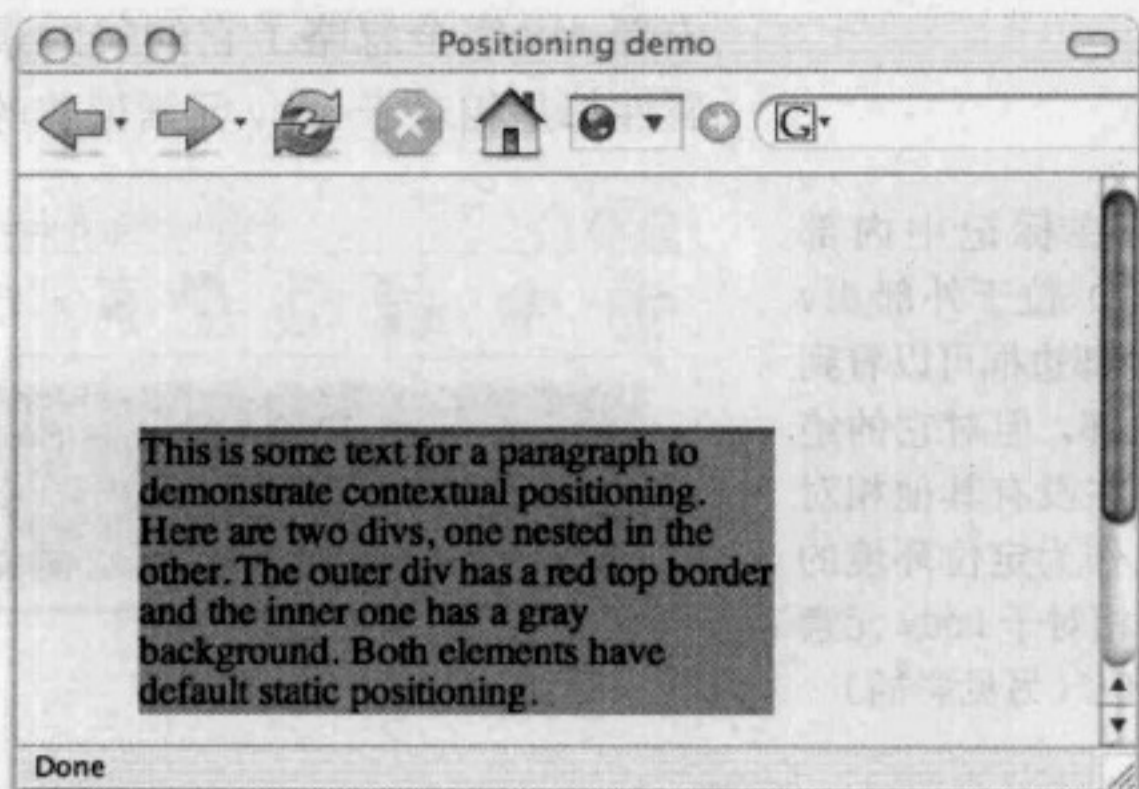 Positioning demo
G
This is some text for a paragraph to
demonstrate contextual positioning.
Here are two divs, one nested in the
other. The outer div has a red top border
and the inner one has a gray
background. Both elements have
default static positioning.
Done